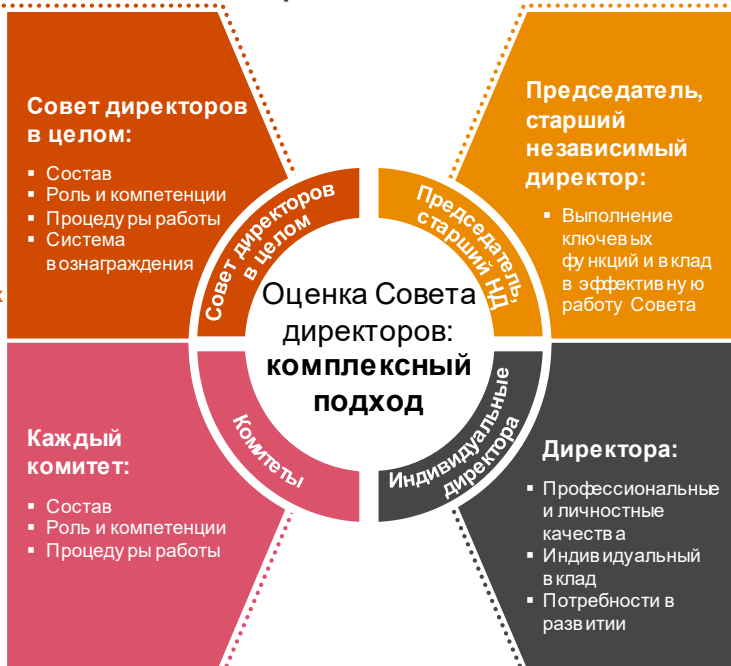 Совет директоров
в целом:
▪ Состав
▪ Роль и компетенции
▪ Процедуры работы
▪ Система
вознаграждения
Председатель,
старший
независимый
директор:
▪ Выполнение
ключевых
функций и вклад
в эффективную
работу Совета
Совет директоров
в целом
Председатель,
старший НД
Оценка Совета
директоров:
комплексный
подход
Комитеты
Индивидуальные
директора
Каждый
комитет:
▪ Состав
▪ Роль и компетенции
▪ Процедуры работы
Директора:
▪ Профессиональные
и личностные
качества
▪ Индивидуальный
вклад
▪ Потребности в
развитии